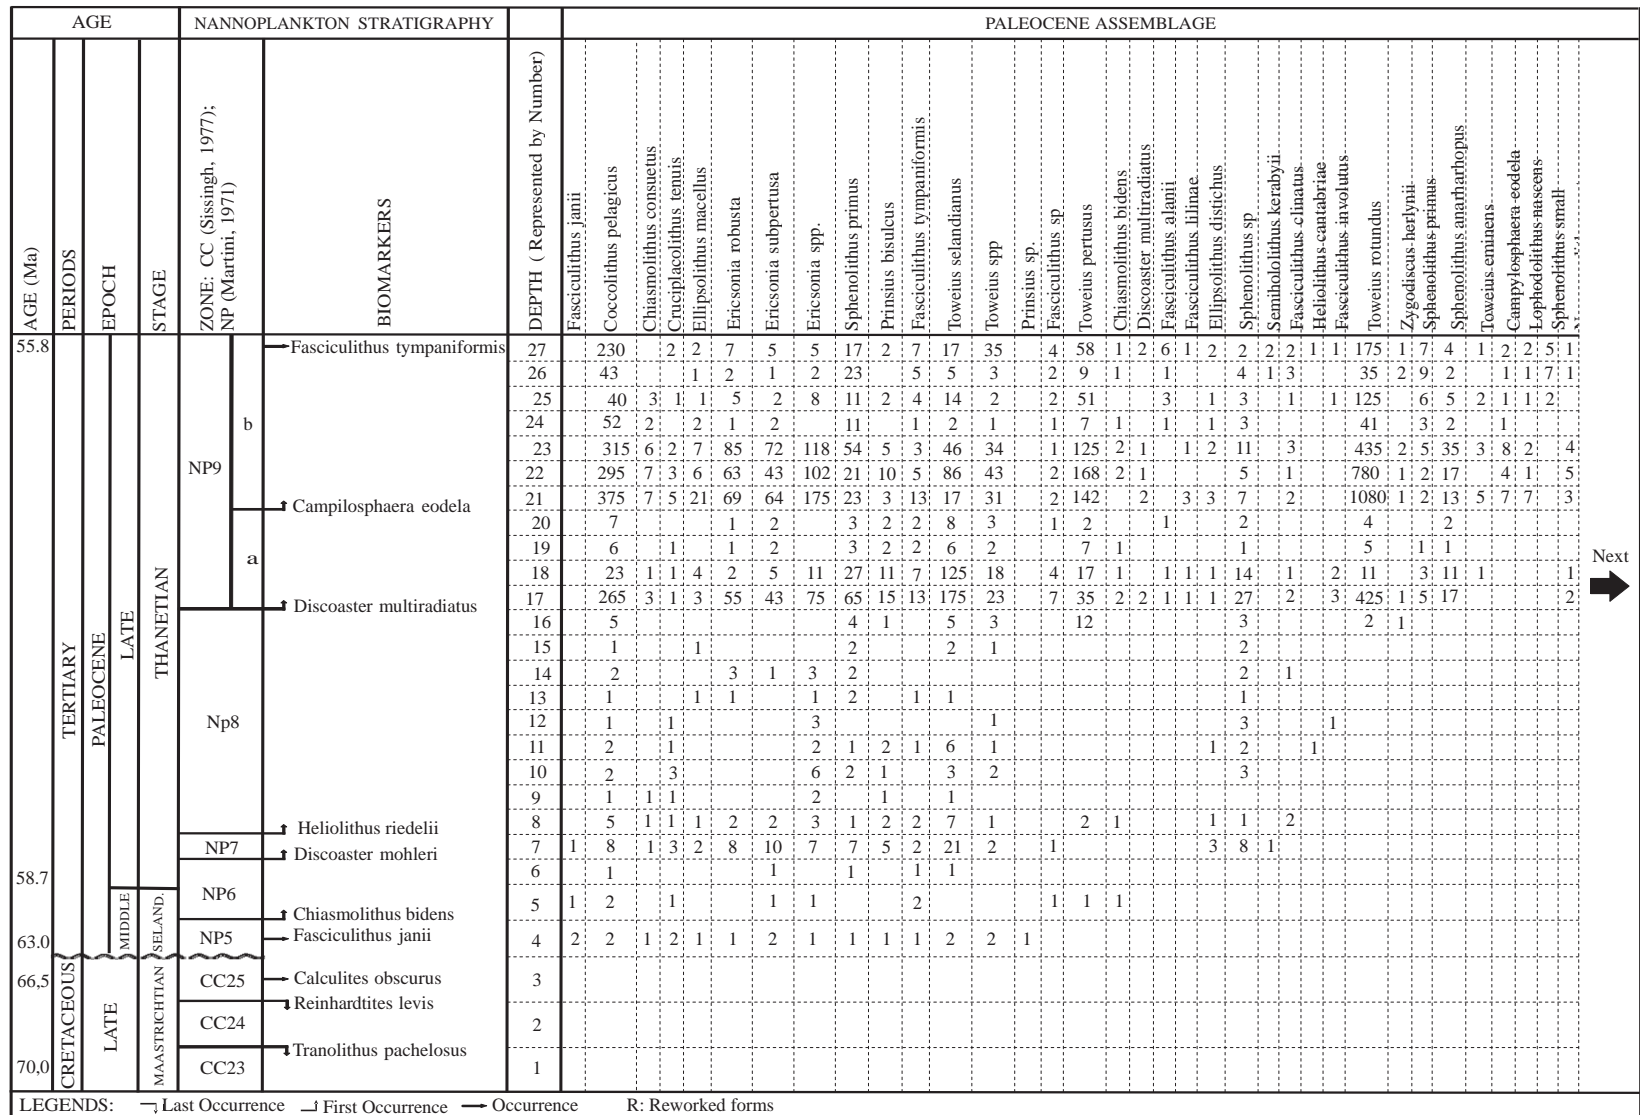 AGE NANNOPLANKTON STRATIGRAPHY PALEOCENE ASSEMBLAGE
AGE (Ma)
PERIODS
EPOCH
STAGE
ZONE: CC (Sissingh, 1977);
NP (Martini, 1971)
BIOMARKERS
DEPTH ( Represented by Number)
Fasciculithus janii
Coccolithus pelagicus
Chiasmolithus consuetus
Cruciplacolithus tenuis
Ellipsolithus macellus
Ericsonia robusta
Ericsonia subpertusa
Ericsonia spp.
Sphenolithus primus
Prinsius bisulcus
Fasciculithus tympaniformis
Toweius selandianus
Toweius spp
Prinsius sp.
Fasciculithus sp
Toweius pertusus
Chiasmolithus bidens
Discoaster multiradiatus
Fasciculithus alanii
Fasciculithus lilinae
Ellipsolithus distichus
Sphenolithus sp
Semihololithus kerabyii
Fasciculithus clinatus
Heliolithus cantabriae
Fasciculithus involutus
Toweius rotundus
Zygodiscus herlynii
Sphenolithus primus
Sphenolithus anarharhopus
Toweius eminens
Campylosphaera eodela
Lophodolithus nascens
Sphenolithus small
55.8
58.7
63.0
66,5
70,0
TERTIARY
CRETACEOUS
PALEOCENE
LATE
MIDDLE
LATE
THANETIAN
SELAND.
MAASTRICHTIAN
NP9
b
a
Np8
NP7
NP6
NP5
CC25
CC24
CC23
Fasciculithus tympaniformis
Campilosphaera eodela
Discoaster multiradiatus
Heliolithus riedelii
Discoaster mohleri
Chiasmolithus bidens
Fasciculithus janii
Calculites obscurus
Reinhardtites levis
Tranolithus pachelosus
27 230 2 2 7 5 5 17 2 7 17 35 4 58 1 2 6 1 2 2 2 2 1 1 175 1 7 4 1 2 2 5 1
26 43 1 2 1 2 23 5 5 3 2 9 1 1 4 1 3 35 2 9 2 1 1 7 1
25 40 3 1 1 5 2 8 11 2 4 14 2 2 51 3 1 3 1 1 125 6 5 2 1 1 2
24 52 2 2 1 2 11 1 2 1 1 7 1 1 1 3 41 3 2 1
23 315 6 2 7 85 72 118 54 5 3 46 34 1 125 2 1 1 2 11 3 435 2 5 35 3 8 2 4
22 295 7 3 6 63 43 102 21 10 5 86 43 2 168 2 1 5 1 780 1 2 17 4 1 5
21 375 7 5 21 69 64 175 23 3 13 17 31 2 142 2 3 3 7 2 1080 1 2 13 5 7 7 3
20 7 1 2 3 2 2 8 3 1 2 1 2 4 2
19 6 1 1 2 3 2 2 6 2 7 1 1 5 1 1
18 23 1 1 4 2 5 11 27 11 7 125 18 4 17 1 1 1 1 14 1 2 11 3 11 1 1
17 265 3 1 3 55 43 75 65 15 13 175 23 7 35 2 2 1 1 1 27 2 3 425 1 5 17 2
16 5 4 1 5 3 12 3 2 1
15 1 1 2 2 1 2
14 2 3 1 3 2 2 1
13 1 1 1 1 2 1 1 1
12 1 1 3 1 3 1
11 2 1 2 1 2 1 6 1 1 2 1
10 2 3 6 2 1 3 2 3
9 1 1 1 2 1 1
8 5 1 1 1 2 2 3 1 2 2 7 1 2 1 1 1 2
7 1 8 1 3 2 8 10 7 7 5 2 21 2 1 3 8 1
6 1 1 1 1 1
5 1 2 1 1 1 2 1 1 1
4 2 2 1 2 1 1 2 1 1 1 1 2 2 1
3
2
1
Next
LEGENDS: Last Occurrence First Occurrence Occurrence R: Reworked forms